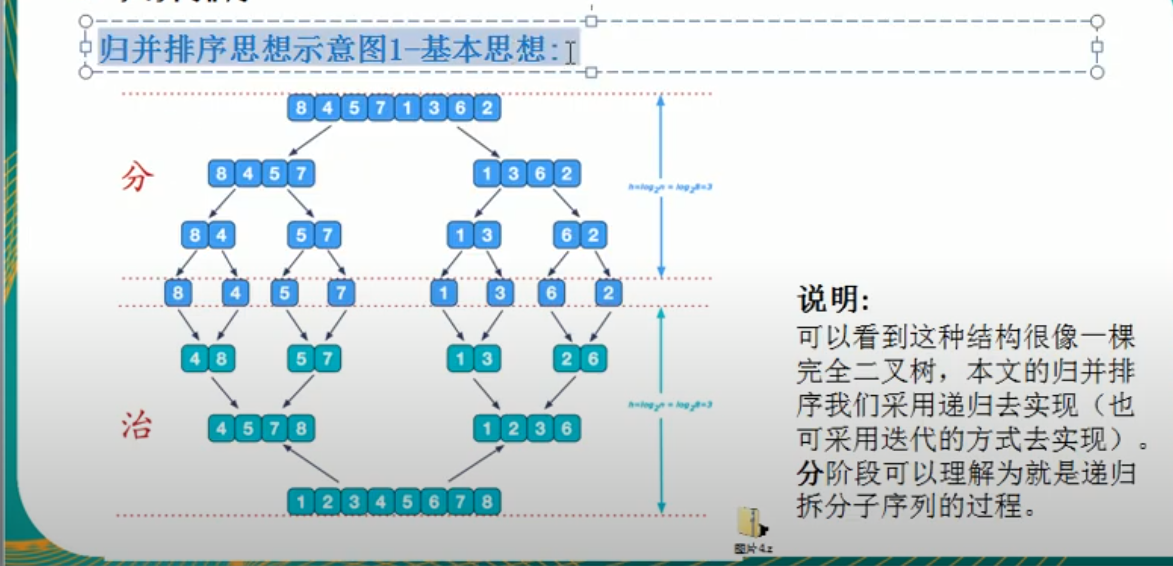 归并排序思想示意图1-基本思想:
8 4 5 7 1 3 6 2
分
8 4 5 7 1 3 6 2
h=log2n = log28=3
8 4 5 7 1 3 6 2
8 4 5 7 1 3 6 2
说明:
可以看到这种结构很像一棵
完全二叉树，本文的归并排
序我们采用递归去实现（也
可采用迭代的方式去实现）。
分阶段可以理解为就是递归
拆分子序列的过程。
4 8 5 7 1 3 2 6
h=log2n = log28=3
治
4 5 7 8 1 2 3 6
1 2 3 4 5 6 7 8
图片4.z